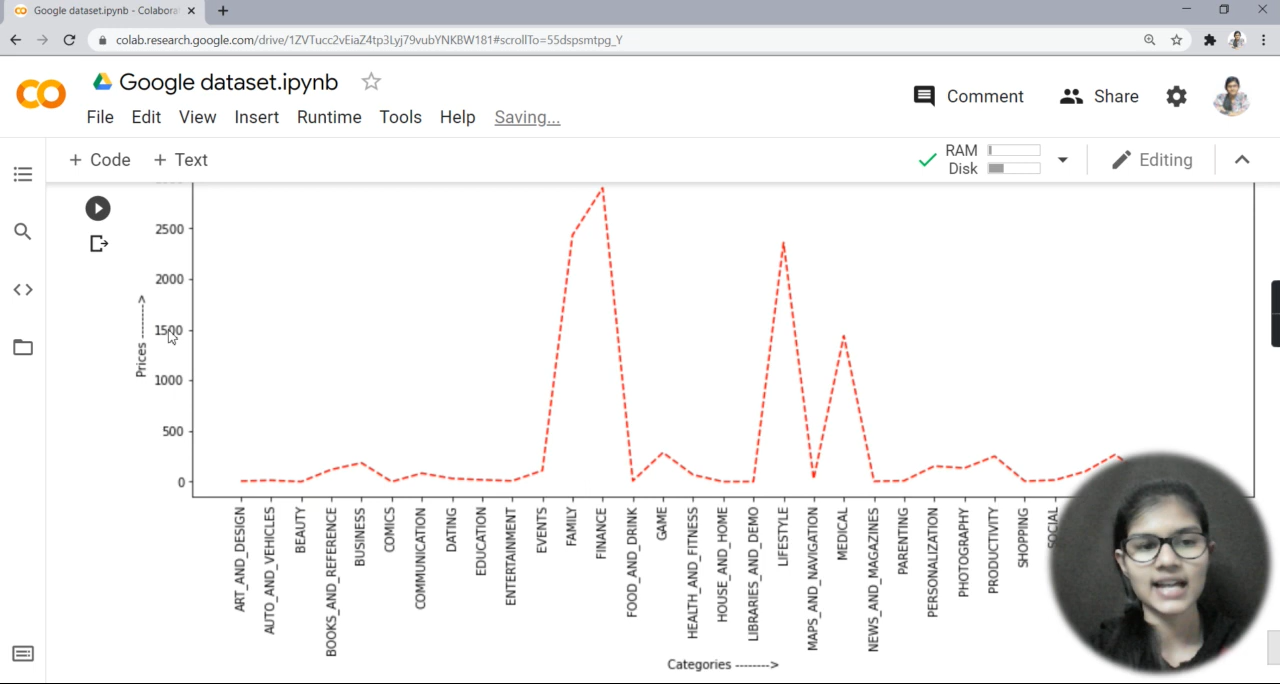 Google dataset.ipynb - Colabora
colab.research.google.com/drive/1ZVTucc2vEiaZ4tp3Lyj79vubYNKBW181#scrollTo=55dspsmtpg_Y
Google dataset.ipynb
Comment Share
File Edit View Insert Runtime Tools Help Saving...
+ Code + Text
RAM
Disk
Editing
2500
2000
1500
1000
500
0
Prices -------->
ART_AND_DESIGN
AUTO_AND_VEHICLES
BEAUTY
BOOKS_AND_REFERENCE
BUSINESS
COMICS
COMMUNICATION
DATING
EDUCATION
ENTERTAINMENT
EVENTS
FAMILY
FINANCE
FOOD_AND_DRINK
GAME
HEALTH_AND_FITNESS
HOUSE_AND_HOME
LIBRARIES_AND_DEMO
LIFESTYLE
MAPS_AND_NAVIGATION
MEDICAL
NEWS_AND_MAGAZINES
PARENTING
PERSONALIZATION
PHOTOGRAPHY
PRODUCTIVITY
SHOPPING
SOCIAL
Categories -------->